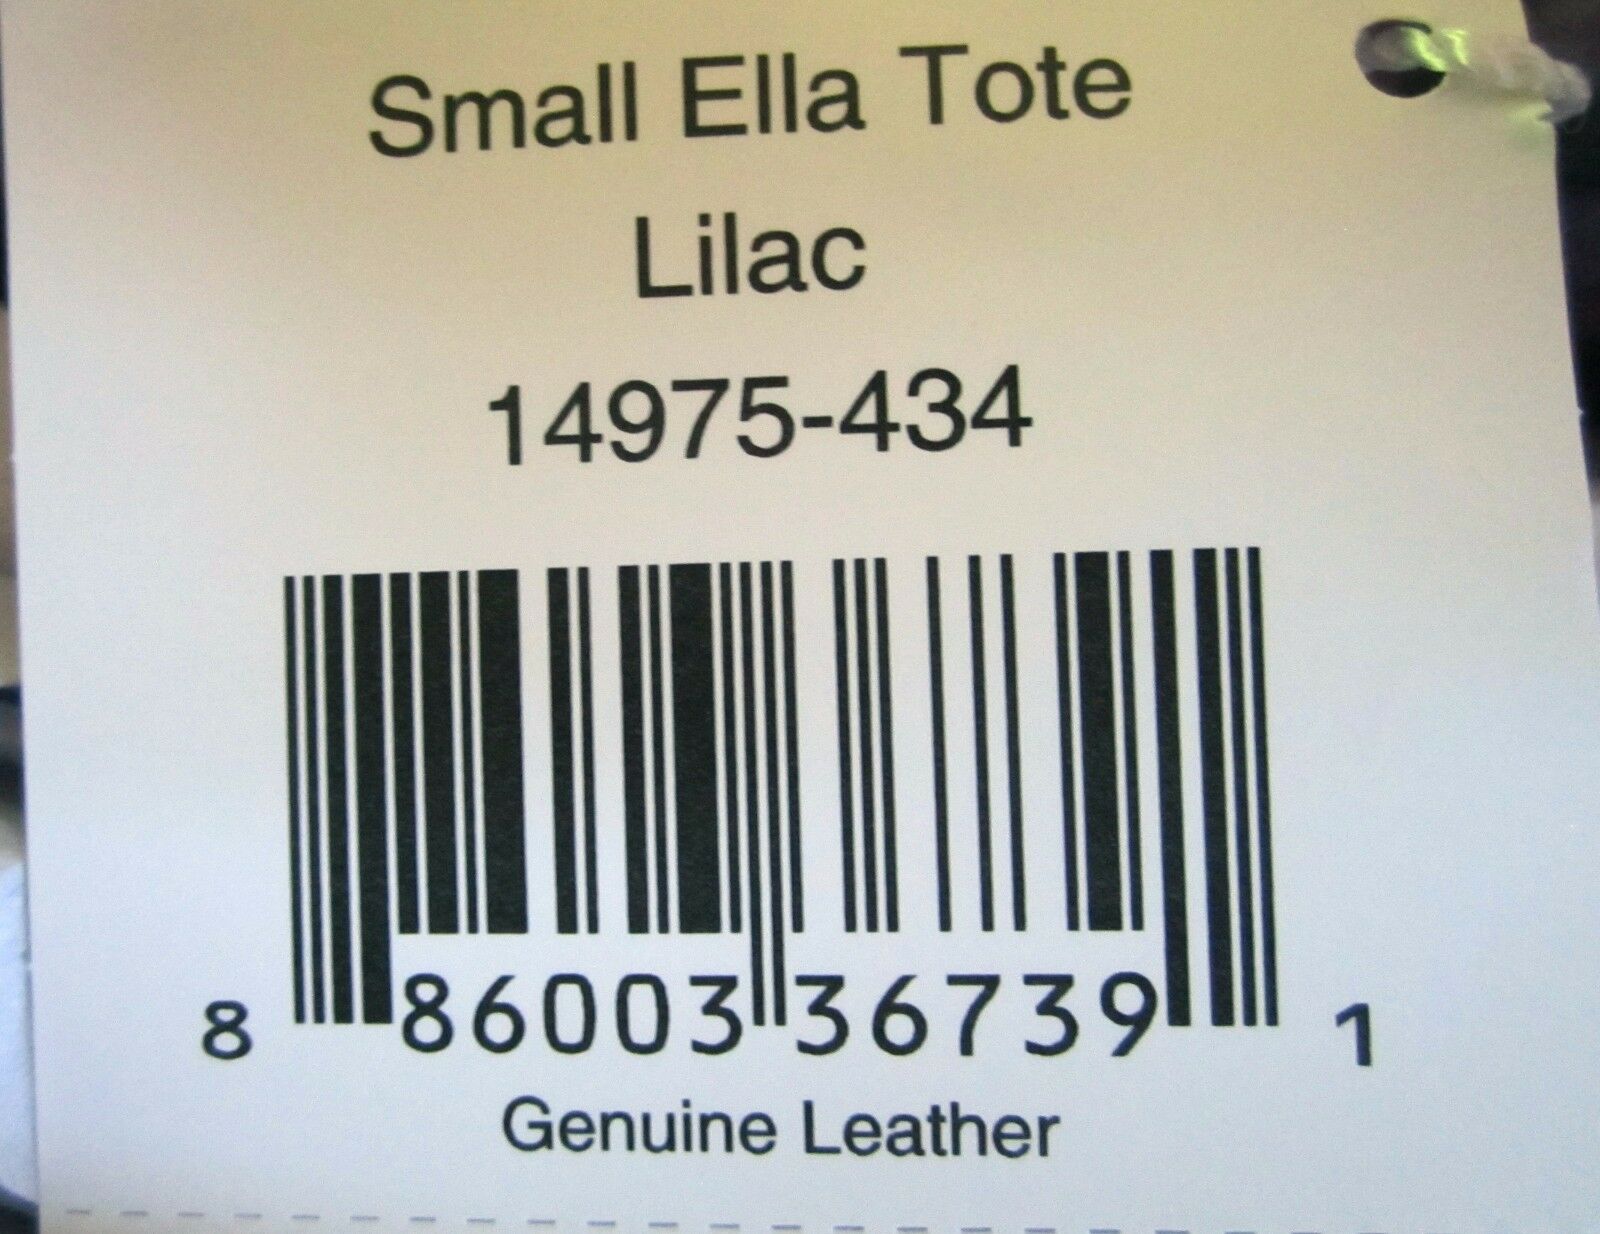 Small Ella Tote
Lilac
14975-434
8 86003 36739 1
Genuine Leather